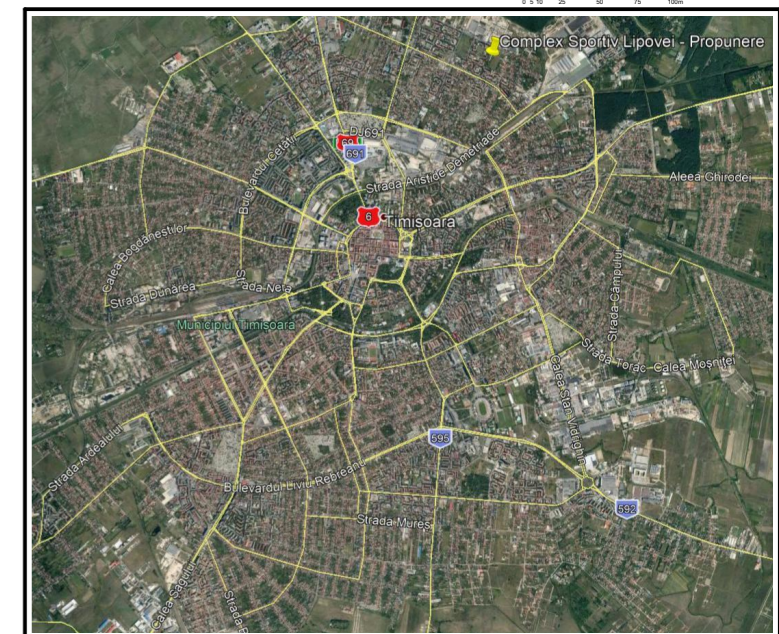 0 5 10 25 50 75 100m
Complex Sportiv Lipovei - Propunere
DJ691
691
Bulevardul Cetății
Strada Aristide Demetriade
Aleea Ghirodei
6
Timișoara
Calea Bogdăneștilor
Strada Câmpului
Strada Dunărea
Strada Nera
Municipiul Timișoara
Strada Torac
Calea Moșniței
Calea Stan Vidrighin
595
Strada Ardealului
Bulevardul Liviu Rebreanu
592
Strada Mureș
Calea Șagului